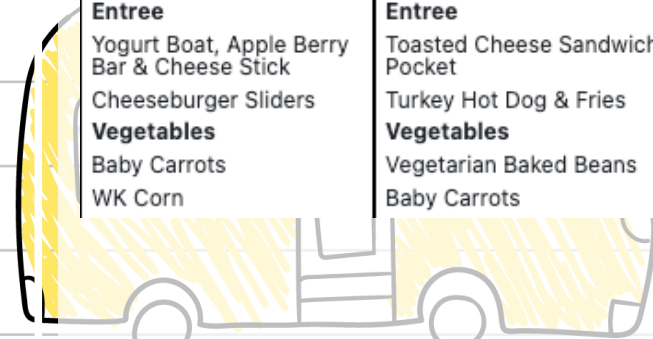 Entree
Yogurt Boat, Apple Berry
Bar & Cheese Stick
Cheeseburger Sliders
Vegetables
Baby Carrots
WK Corn
Entree
Toasted Cheese Sandwich
Pocket
Turkey Hot Dog & Fries
Vegetables
Vegetarian Baked Beans
Baby Carrots